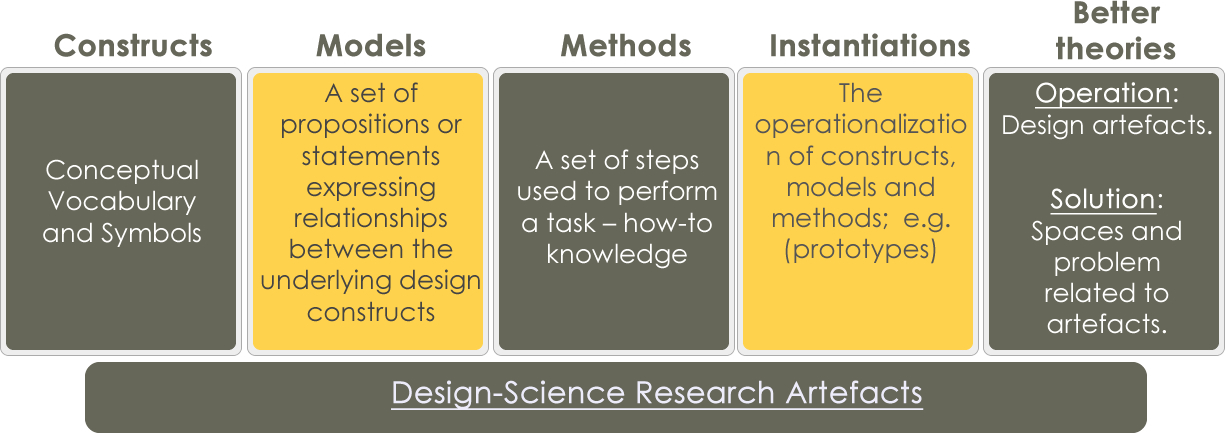 Constructs
Conceptual
Vocabulary
and Symbols
Models
A set of
propositions or
statements
expressing
relationships
between the
underlying design
constructs
Methods
A set of steps
used to perform
a task – how-to
knowledge
Instantiations
The
operationalizatio
n of constructs,
models and
methods;  e.g.
(prototypes)
Better
theories
Operation:
Design artefacts.
Solution:
Spaces and
problem
related to
artefacts.
Design-Science Research Artefacts